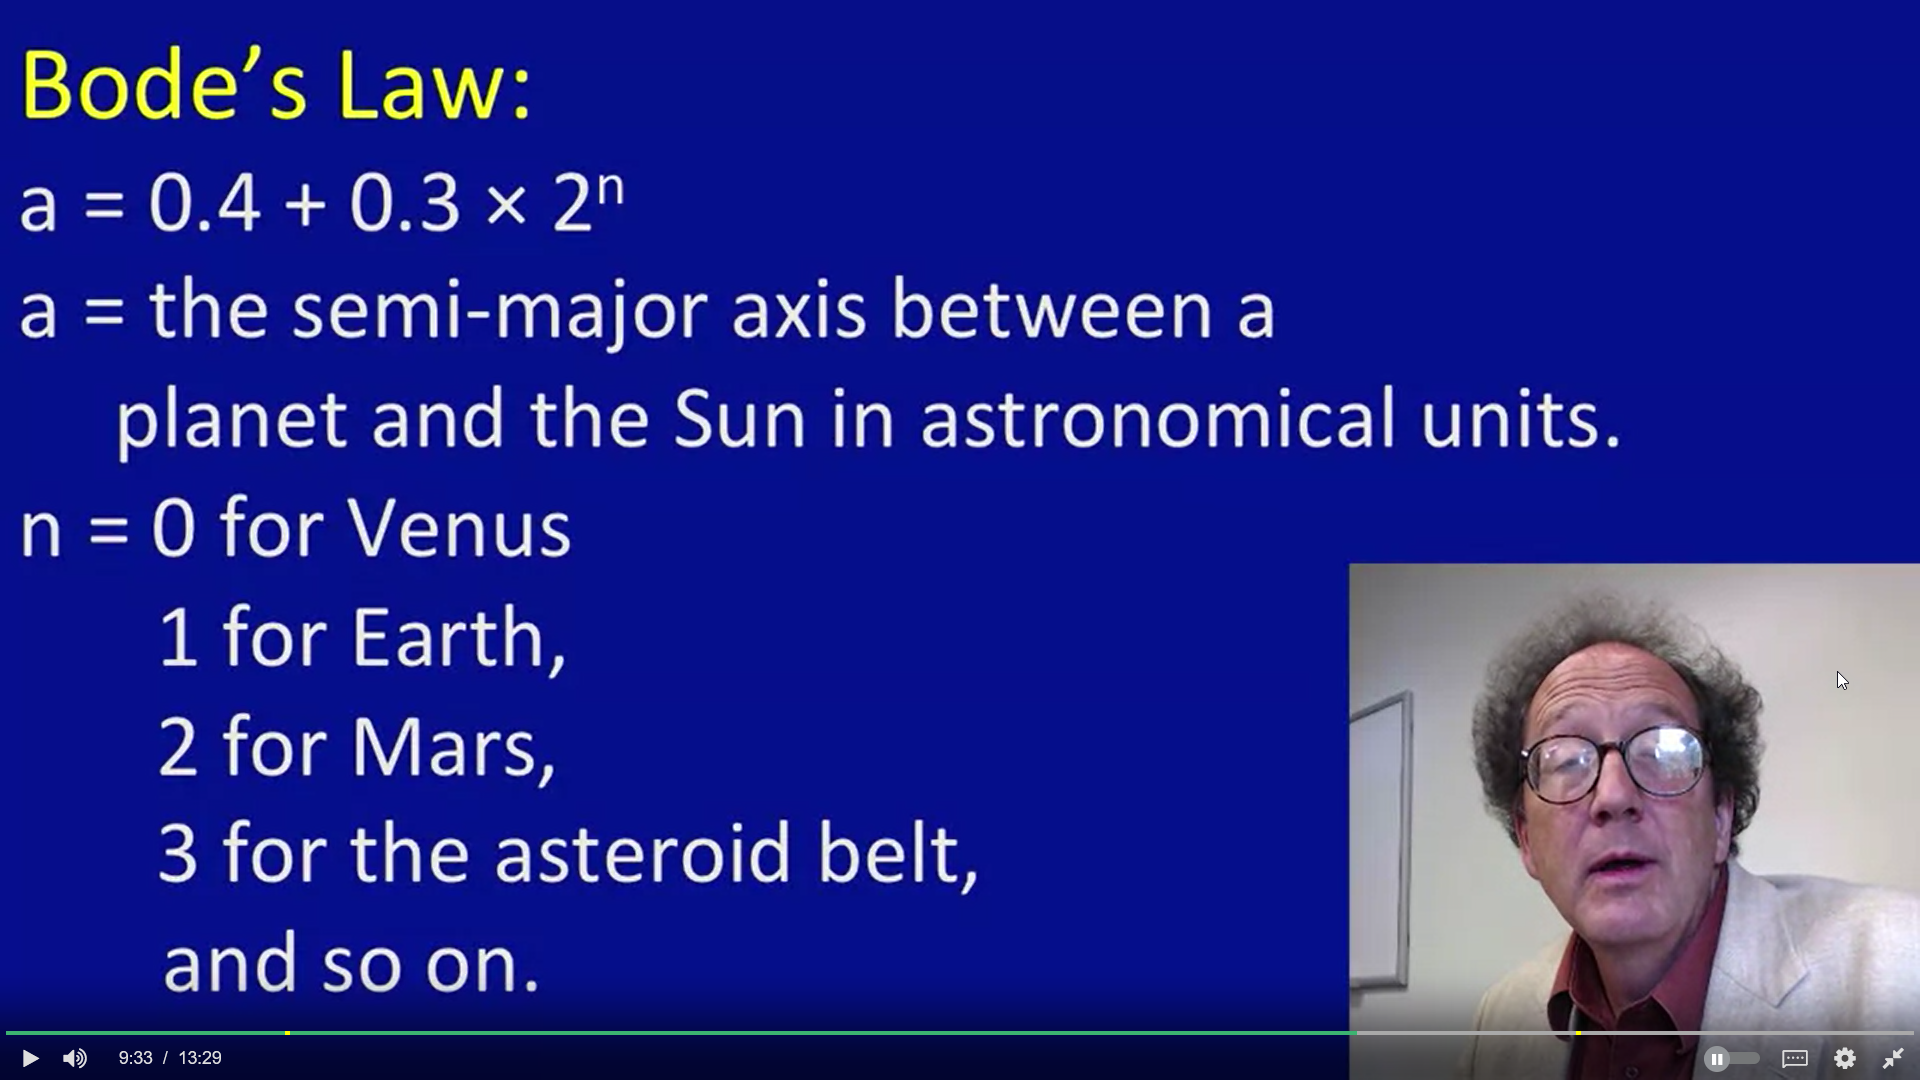 Bode’s Law:
a = 0.4 + 0.3 × 2ⁿ
a = the semi-major axis between a
planet and the Sun in astronomical units.
n = 0 for Venus
1 for Earth,
2 for Mars,
3 for the asteroid belt,
and so on.
9:33 / 13:29